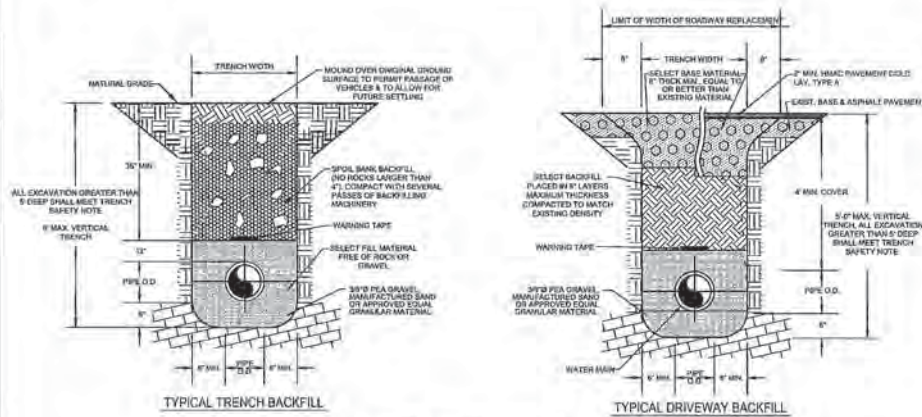 TRENCH WIDTH
NATURAL GRADE
MOUND OVER ORIGINAL GROUND
SURFACE TO PERMIT PASSAGE OF
VEHICLES & TO ALLOW FOR
FUTURE SETTLING
36" MIN.
ALL EXCAVATION GREATER THAN
5' DEEP SHALL MEET TRENCH
SAFETY NOTE
MAX. VERTICAL
TRENCH
SPOIL BANK BACKFILL
(NO ROCKS LARGER THAN
4"). COMPACT WITH SEVERAL
PASSES OF BACKFILLING
MACHINERY
WARNING TAPE
12"
SELECT FILL MATERIAL
FREE OF ROCK OR
GRAVEL
PIPE O.D.
3/8"Ø PEA GRAVEL,
MANUFACTURED SAND
OR APPROVED EQUAL
GRANULAR MATERIAL
6"
6" MIN.
PIPE
O.D.
6" MIN.
TYPICAL TRENCH BACKFILL
LIMIT OF WIDTH OF ROADWAY REPLACEMENT
TRENCH WIDTH
SELECT BASE MATERIAL
THICK MIN. EQUAL TO
OR BETTER THAN
EXISTING MATERIAL
2" MIN. HMAC PAVEMENT COLD
LAY, TYPE A
EXIST. BASE & ASPHALT PAVEMENT
SELECT BACKFILL
PLACED IN LAYERS
MAXIMUM THICKNESS
COMPACTED TO MATCH
EXISTING DENSITY
4' MIN. COVER
5'-0" MAX. VERTICAL
TRENCH, ALL EXCAVATION
GREATER THAN 5' DEEP
SHALL MEET TRENCH
SAFETY NOTE
WARNING TAPE
3/8"Ø PEA GRAVEL,
MANUFACTURED SAND
OR APPROVED EQUAL
GRANULAR MATERIAL
PIPE O.D.
6"
WATER MAIN
6" MIN.
PIPE
O.D.
6" MIN.
TYPICAL DRIVEWAY BACKFILL